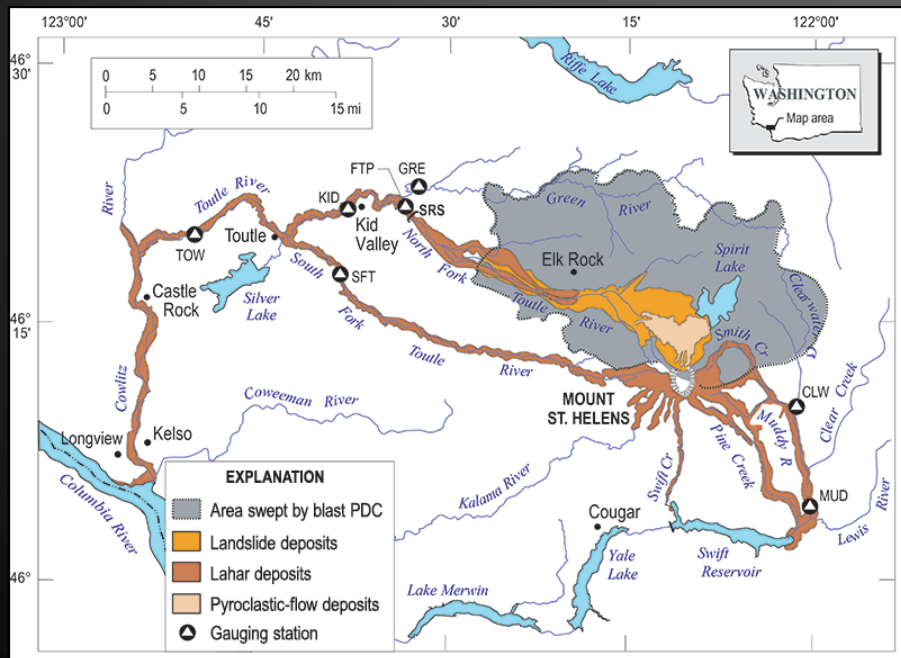 123°00'
45'
30'
15'
122°00'
46°
30'
0 5 10 15 20 km
0 5 10 15 mi
Riffe Lake
WASHINGTON
Map area
River
Toutle River
FTP
GRE
KID
SRS
Kid
Valley
Green
River
TOW
Toutle
North
Fork
Elk Rock
Spirit
Lake
Clearwater
South
SFT
Silver
Lake
Castle
Rock
Fork
Toutle
River
46°
15'
Smith Cr
Toutle
River
Cowlitz
MOUNT
ST. HELENS
CLW
Clear Creek
Coweeman River
Muddy R
Pine Creek
Longview
Kelso
Columbia River
Kalama River
Swift Cr
MUD
Lewis River
Cougar
Yale
Lake
Swift
Reservoir
Lake Merwin
46°
EXPLANATION
Area swept by blast PDC
Landslide deposits
Lahar deposits
Pyroclastic-flow deposits
Gauging station